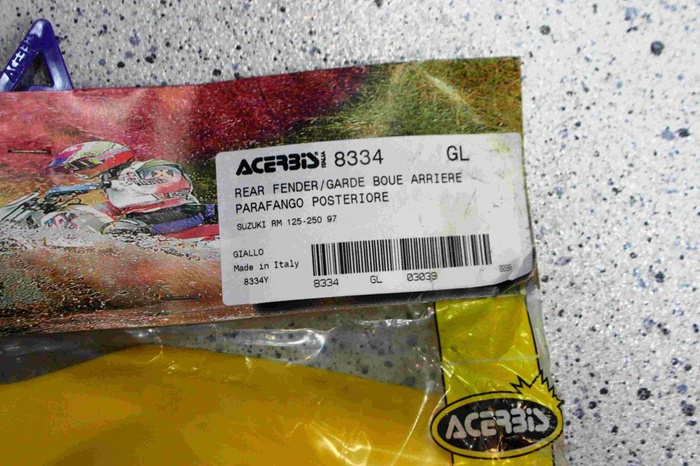 ACERBIS 8334 GL
REAR FENDER/GARDE BOUE ARRIERE
PARAFANGO POSTERIORE
SUZUKI RM 125-250 97
GIALLO
Made in Italy
8334Y
8334 GL 03039
ACERBIS